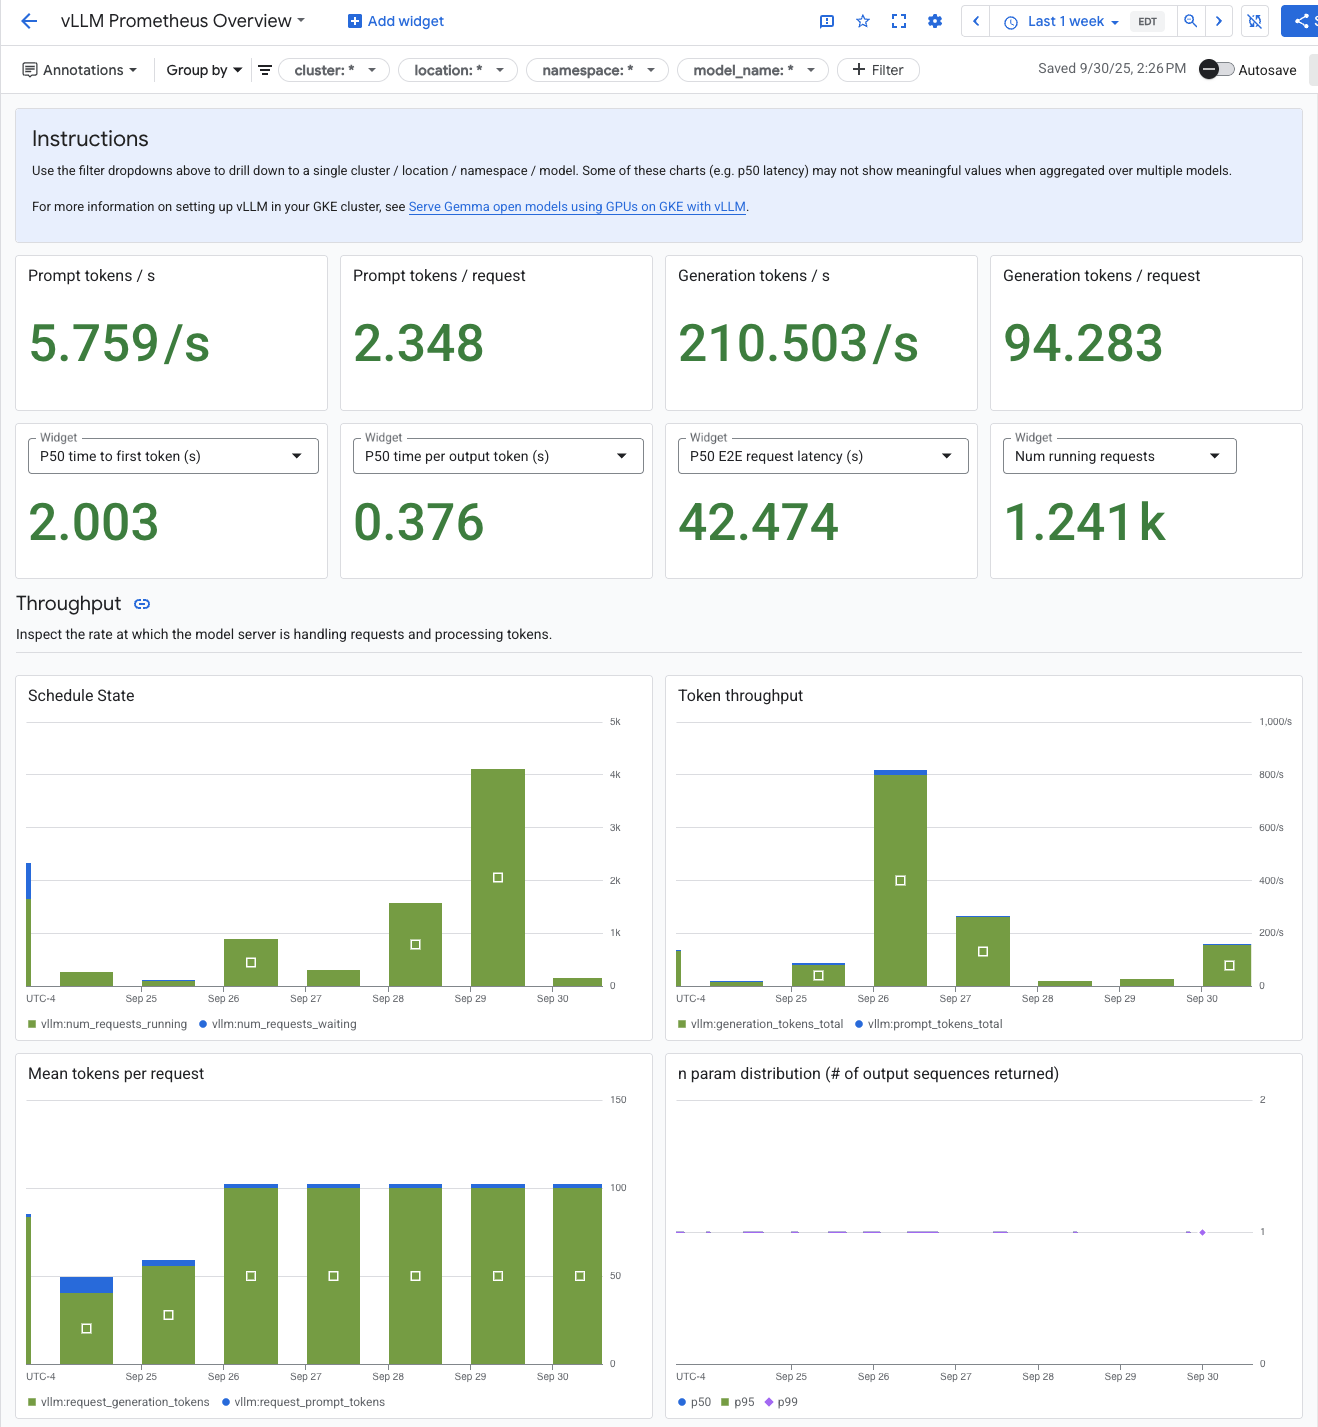 vLLM Prometheus Overview
Add widget
Last 1 week
EDT
Annotations
Group by
cluster: *
location: *
namespace: *
model_name: *
Filter
Saved 9/30/25, 2:26 PM
Autosave
Instructions
Use the filter dropdowns above to drill down to a single cluster / location / namespace / model. Some of these charts (e.g. p50 latency) may not show meaningful values when aggregated over multiple models.
For more information on setting up vLLM in your GKE cluster, see Serve Gemma open models using GPUs on GKE with vLLM.
Prompt tokens / s
5.759/s
Prompt tokens / request
2.348
Generation tokens / s
210.503/s
Generation tokens / request
94.283
Widget
P50 time to first token (s)
2.003
Widget
P50 time per output token (s)
0.376
Widget
P50 E2E request latency (s)
42.474
Widget
Num running requests
1.241k
Throughput
Inspect the rate at which the model server is handling requests and processing tokens.
Schedule State
5k
4k
3k
2k
1k
0
UTC-4 Sep 25 Sep 26 Sep 27 Sep 28 Sep 29 Sep 30
vllm:num_requests_running vllm:num_requests_waiting
Token throughput
1,000/s
800/s
600/s
400/s
200/s
0
UTC-4 Sep 25 Sep 26 Sep 27 Sep 28 Sep 29 Sep 30
vllm:generation_tokens_total vllm:prompt_tokens_total
Mean tokens per request
150
100
50
0
UTC-4 Sep 25 Sep 26 Sep 27 Sep 28 Sep 29 Sep 30
vllm:request_generation_tokens vllm:request_prompt_tokens
n param distribution (# of output sequences returned)
2
1
0
UTC-4 Sep 25 Sep 26 Sep 27 Sep 28 Sep 29 Sep 30
p50 p95 p99